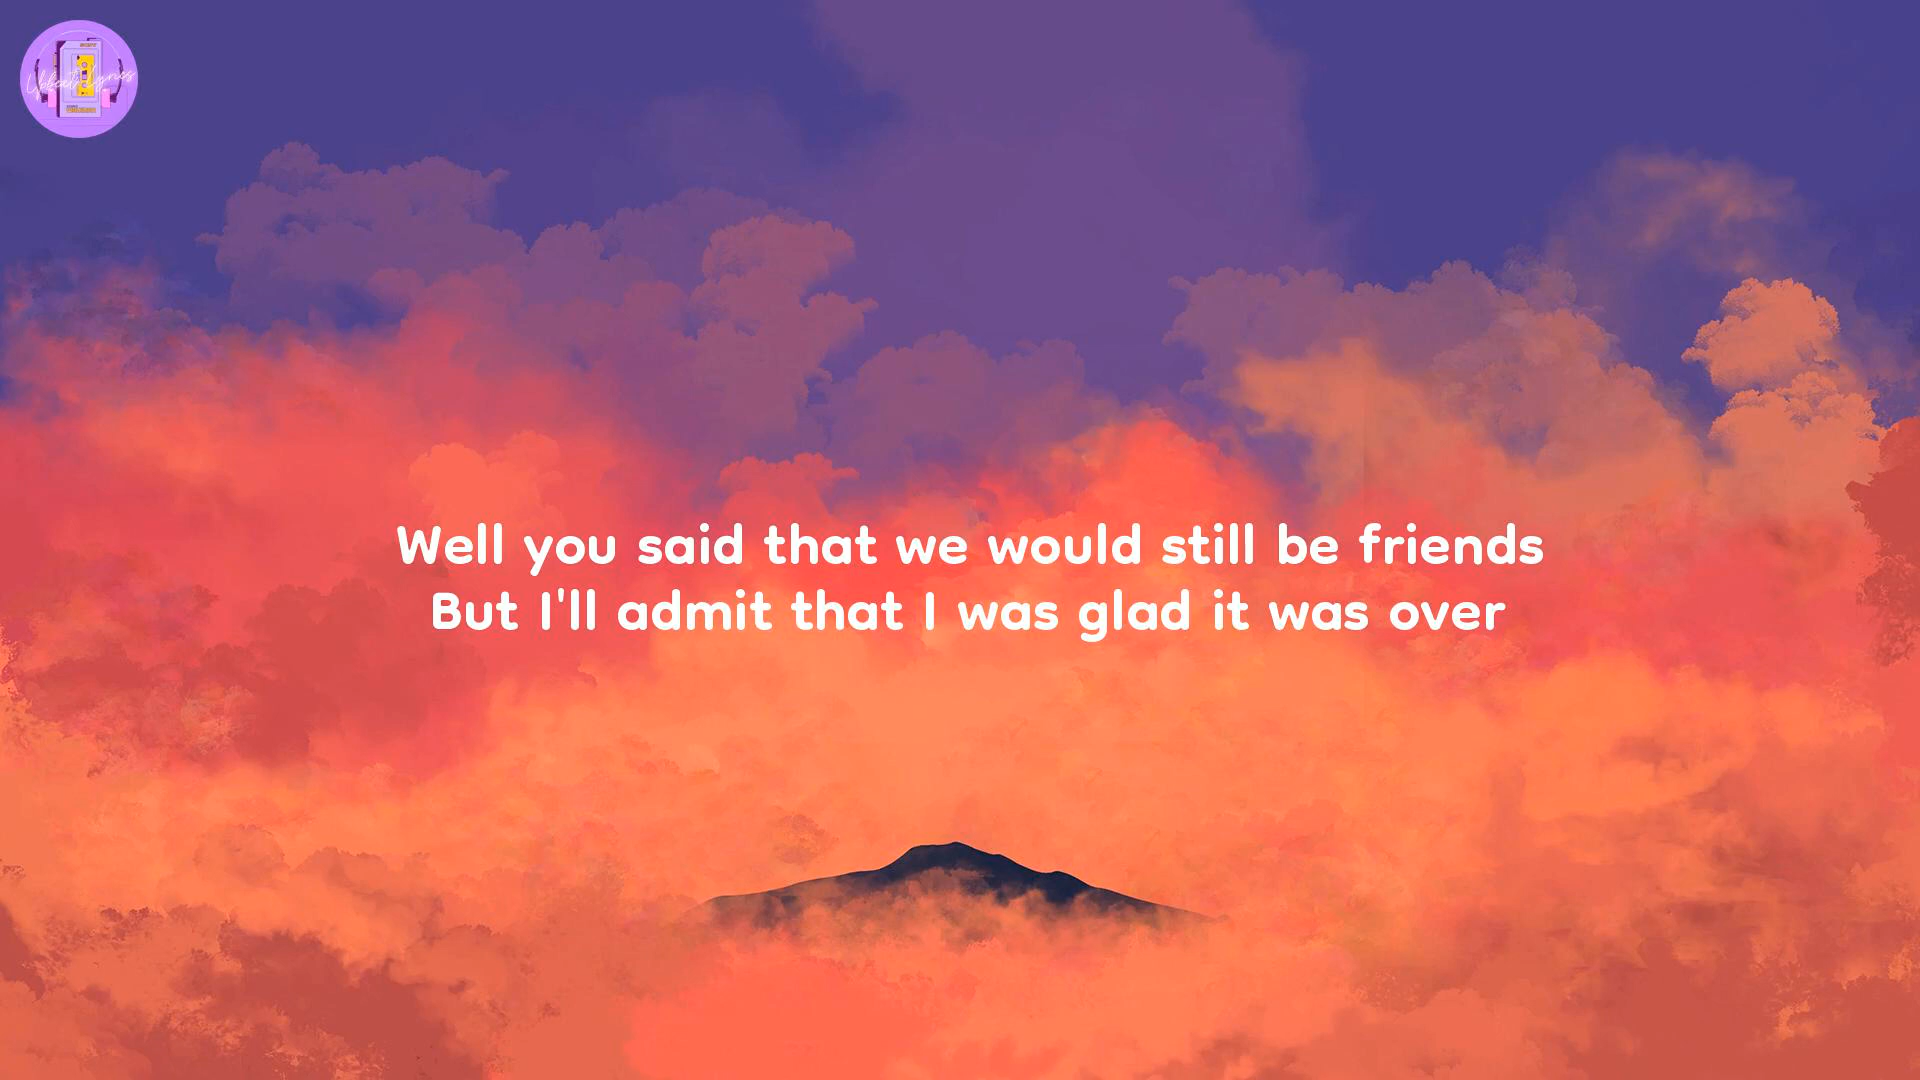 Well you said that we would still be friends
But I'll admit that I was glad it was over